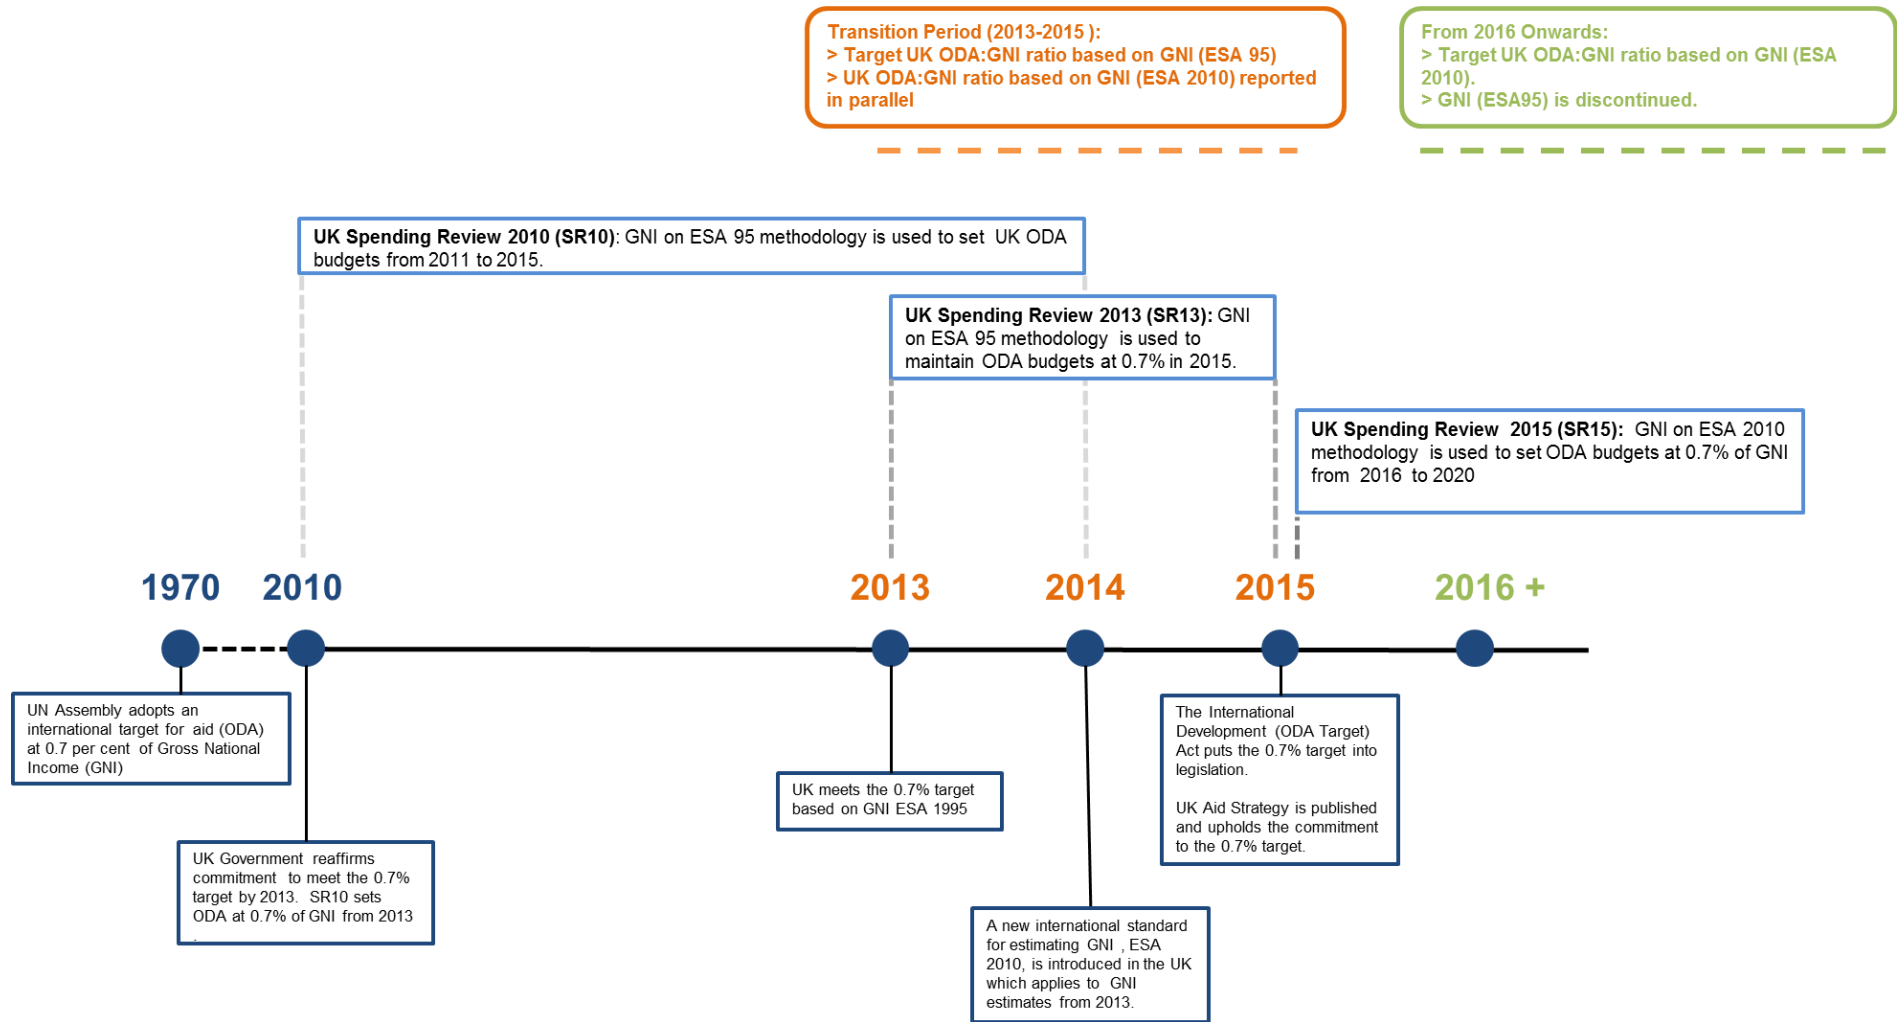 Transition Period (2013-2015 ):
> Target UK ODA:GNI ratio based on GNI (ESA 95)
> UK ODA:GNI ratio based on GNI (ESA 2010) reported
in parallel
From 2016 Onwards:
> Target UK ODA:GNI ratio based on GNI (ESA
2010).
> GNI (ESA95) is discontinued.
UK Spending Review 2010 (SR10): GNI on ESA 95 methodology is used to set UK ODA
budgets from 2011 to 2015.
UK Spending Review 2013 (SR13): GNI
on ESA 95 methodology is used to
maintain ODA budgets at 0.7% in 2015.
UK Spending Review 2015 (SR15): GNI on ESA 2010
methodology is used to set ODA budgets at 0.7% of GNI
from 2016 to 2020
1970
2010
2013
2014
2015
2016 +
UN Assembly adopts an
international target for aid (ODA)
at 0.7 per cent of Gross National
Income (GNI)
UK Government reaffirms
commitment to meet the 0.7%
target by 2013. SR10 sets
ODA at 0.7% of GNI from 2013
.
UK meets the 0.7% target
based on GNI ESA 1995
A new international standard
for estimating GNI , ESA
2010, is introduced in the UK
which applies to GNI
estimates from 2013.
The International
Development (ODA Target)
Act puts the 0.7% target into
legislation.
UK Aid Strategy is published
and upholds the commitment
to the 0.7% target.